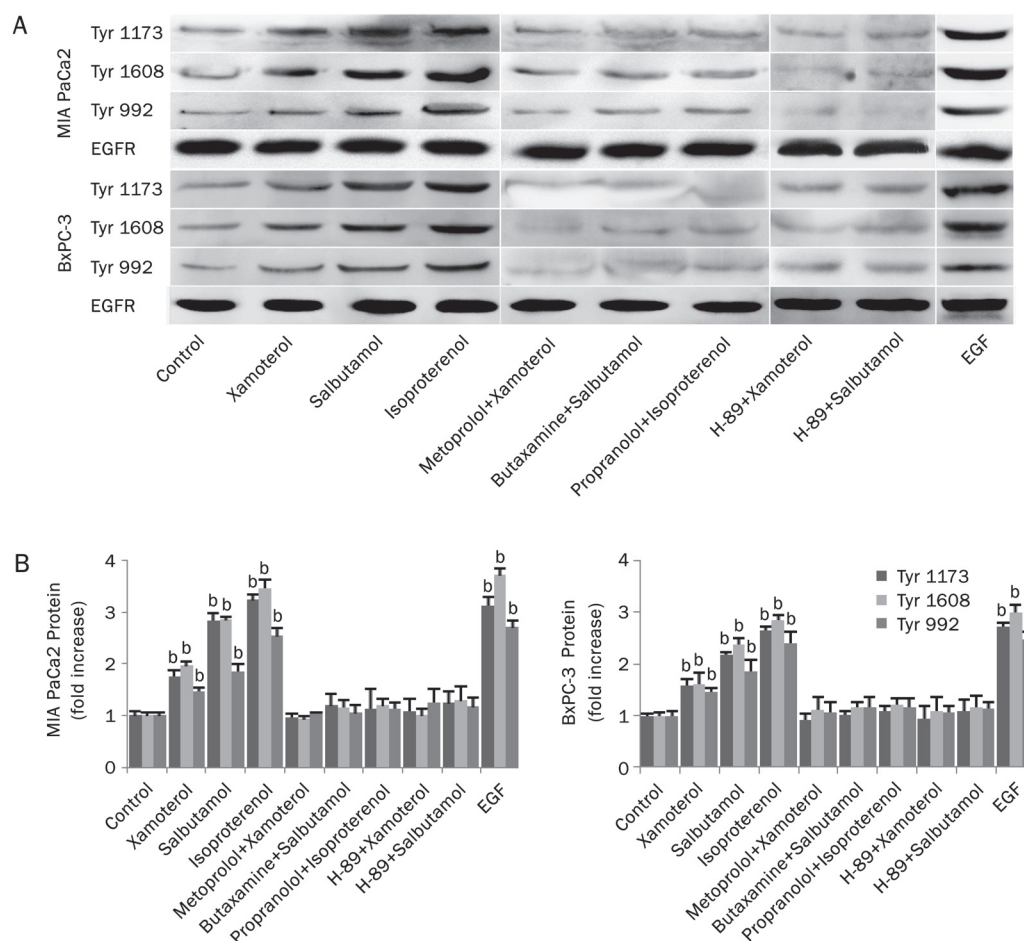 A
MIA PaCa2
Tyr 1173
Tyr 1608
Tyr 992
EGFR
BxPC-3
Tyr 1173
Tyr 1608
Tyr 992
EGFR
Control
Xamoterol
Salbutamol
Isoproterenol
Metoprolol+Xamoterol
Butaxamine+Salbutamol
Propranolol+Isoproterenol
H-89+Xamoterol
H-89+Salbutamol
EGF
B
MIA PaCa2 Protein
(fold increase)
4
3
2
1
0
b b b
b b b
b b b
b b b
Control
Xamoterol
Salbutamol
Isoproterenol
Metoprolol+Xamoterol
Butaxamine+Salbutamol
Propranolol+Isoproterenol
H-89+Xamoterol
H-89+Salbutamol
EGF
BxPC-3 Protein
(fold increase)
4
3
2
1
0
b b b
b b b
b b b
b b b
Tyr 1173
Tyr 1608
Tyr 992
Control
Xamoterol
Salbutamol
Isoproterenol
Metoprolol+Xamoterol
Butaxamine+Salbutamol
Propranolol+Isoproterenol
H-89+Xamoterol
H-89+Salbutamol
EGF